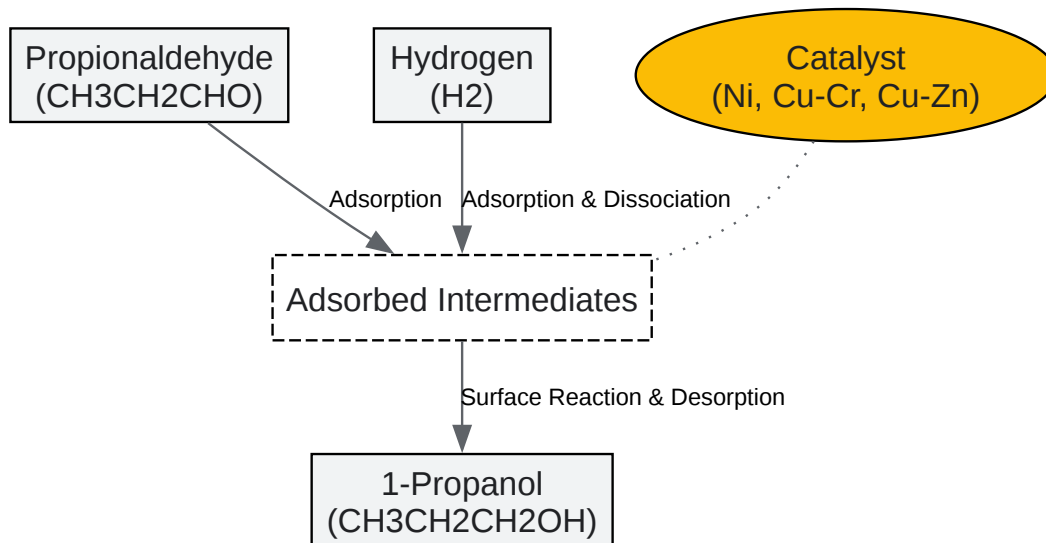 Propionaldehyde
(CH3CH2CHO)
Hydrogen
(H2)
Catalyst
(Ni, Cu-Cr, Cu-Zn)
Adsorption
Adsorption & Dissociation
Adsorbed Intermediates
Surface Reaction & Desorption
1-Propanol
(CH3CH2CH2OH)